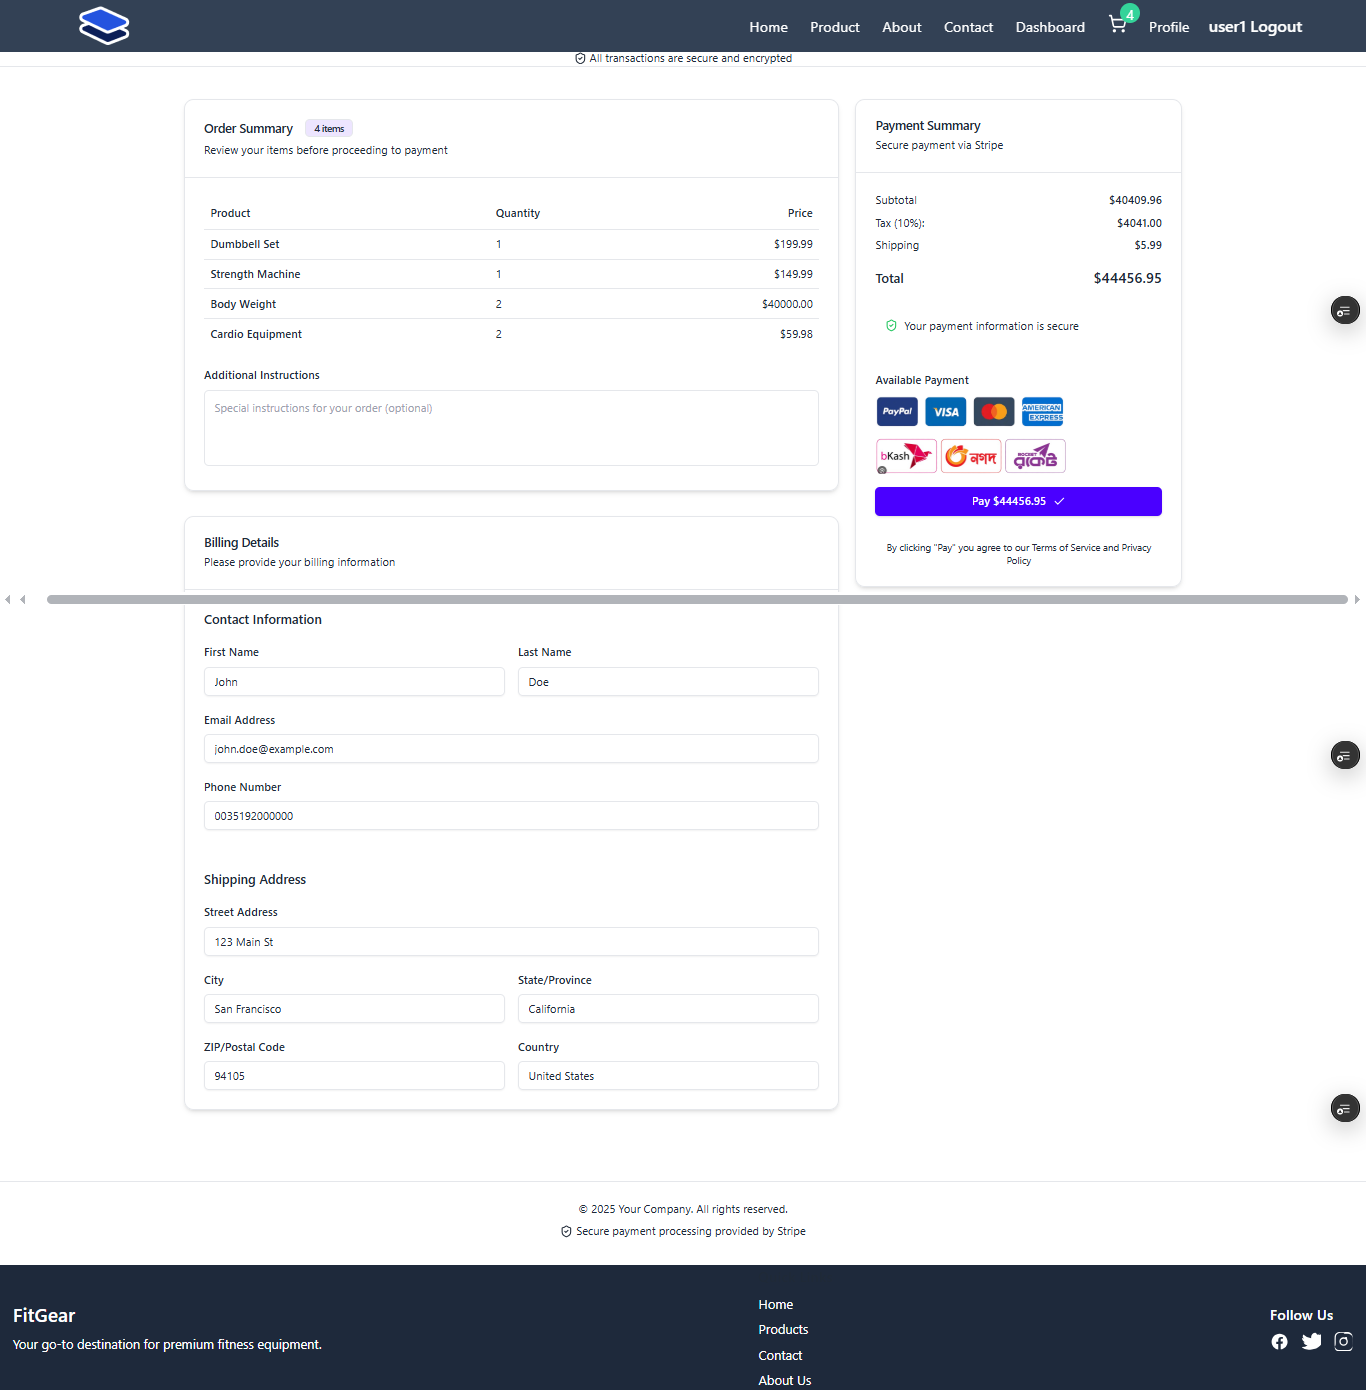 Home Product About Contact Dashboard 4 Profile user1 Logout
All transactions are secure and encrypted
Order Summary 4 items
Review your items before proceeding to payment
Product Quantity Price
Dumbbell Set 1 $199.99
Strength Machine 1 $149.99
Body Weight 2 $40000.00
Cardio Equipment 2 $59.98
Additional Instructions
Special instructions for your order (optional)
Payment Summary
Secure payment via Stripe
Subtotal $40409.96
Tax (10%): $4041.00
Shipping $5.99
Total $44456.95
Your payment information is secure
Available Payment
PayPal VISA AMERICAN EXPRESS
bKash নগদ ROCKET রকেট
Pay $44456.95
By clicking "Pay" you agree to our Terms of Service and Privacy
Policy
Billing Details
Please provide your billing information
Contact Information
First Name Last Name
John Doe
Email Address
john.doe@example.com
Phone Number
0035192000000
Shipping Address
Street Address
123 Main St
City State/Province
San Francisco California
ZIP/Postal Code Country
94105 United States
© 2025 Your Company. All rights reserved.
Secure payment processing provided by Stripe
FitGear
Your go-to destination for premium fitness equipment.
Home
Products
Contact
About Us
Follow Us